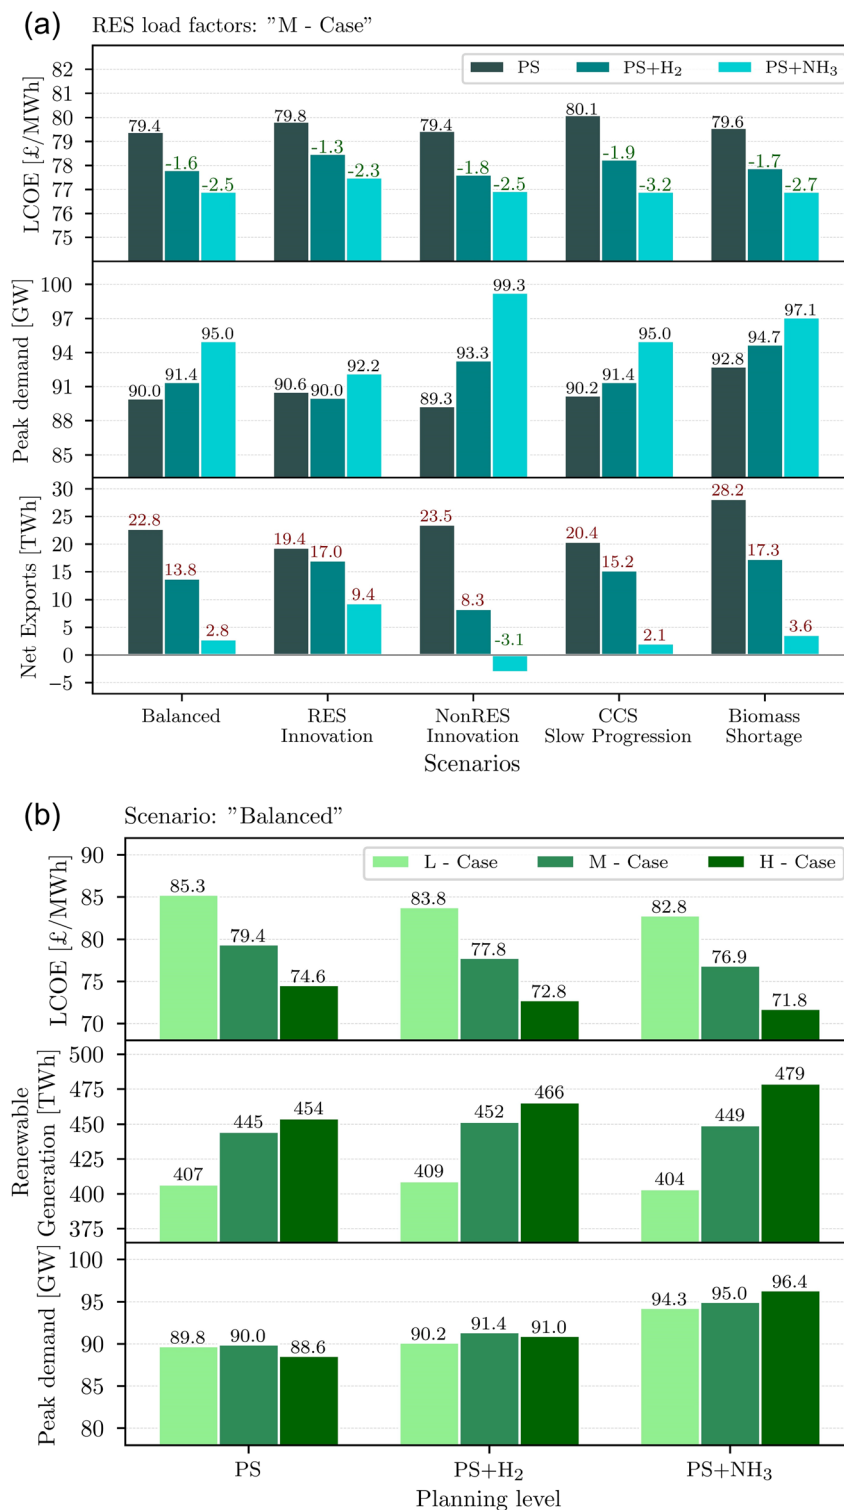 (a)
RES load factors: ”M - Case”
PS PS+H₂ PS+NH₃
LCOE [£/MWh]
82
81
80
79
78
77
76
75
79.4 -1.6 -2.5 79.8 -1.3 -2.3 79.4 -1.8 -2.5 80.1 -1.9 -3.2 79.6 -1.7 -2.7
Peak demand [GW]
100
97
94
91
88
85
90.0 91.4 95.0 90.6 90.0 92.2 89.3 93.3 99.3 90.2 91.4 95.0 92.8 94.7 97.1
Net Exports [TWh]
30
25
20
15
10
5
0
−5
22.8 13.8 2.8 19.4 17.0 9.4 23.5 8.3 -3.1 20.4 15.2 2.1 28.2 17.3 3.6
Balanced
RES
Innovation
NonRES
Innovation
CCS
Slow Progression
Biomass
Shortage
Scenarios
(b)
Scenario: ”Balanced”
L - Case M - Case H - Case
LCOE [£/MWh]
90
85
80
75
70
85.3 79.4 74.6 83.8 77.8 72.8 82.8 76.9 71.8
Renewable
Generation [TWh]
500
475
450
425
400
375
407 445 454 409 452 466 404 449 479
Peak demand [GW]
100
95
90
85
80
89.8 90.0 88.6 90.2 91.4 91.0 94.3 95.0 96.4
PS PS+H₂ PS+NH₃
Planning level